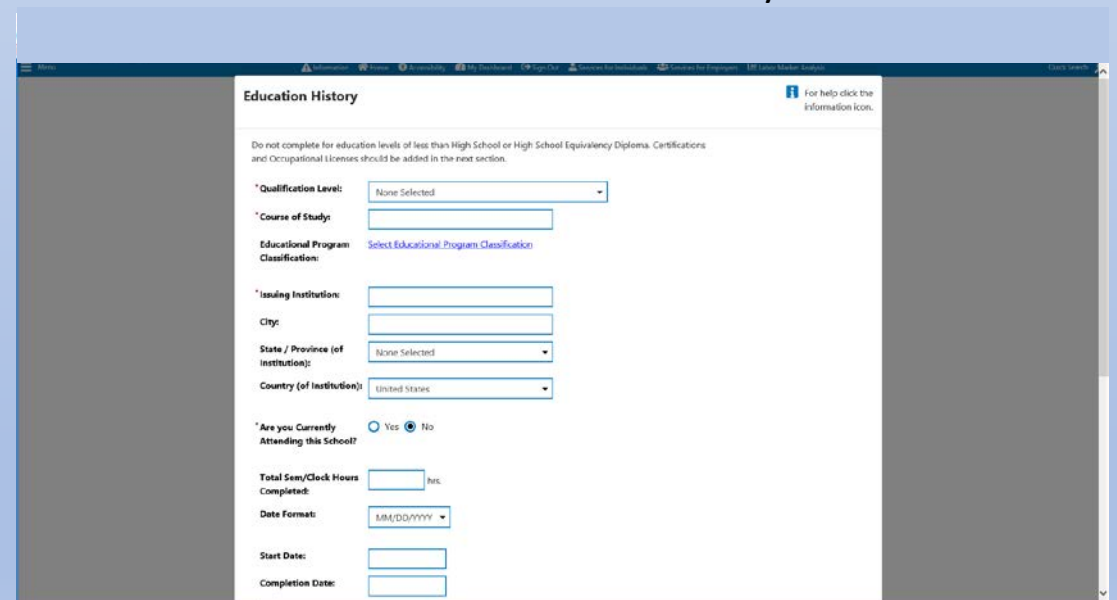 Menu Information Home Accessibility My Dashboard Sign Out Services for Individuals Services for Employers Labor Market Analysis Quick Search
Education History
For help click the
information icon.
Do not complete for education levels of less than High School or High School Equivalency Diploma. Certifications
and Occupational Licenses should be added in the next section.
*Qualification Level: None Selected
*Course of Study:
Educational Program Select Educational Program Classification
Classification:
*Issuing Institution:
City:
State / Province (of None Selected
Institution):
Country (of Institution): United States
*Are you Currently Yes No
Attending this School?
Total Sem/Clock Hours hrs.
Completed:
Date Format: MM/DD/YYYY
Start Date:
Completion Date: